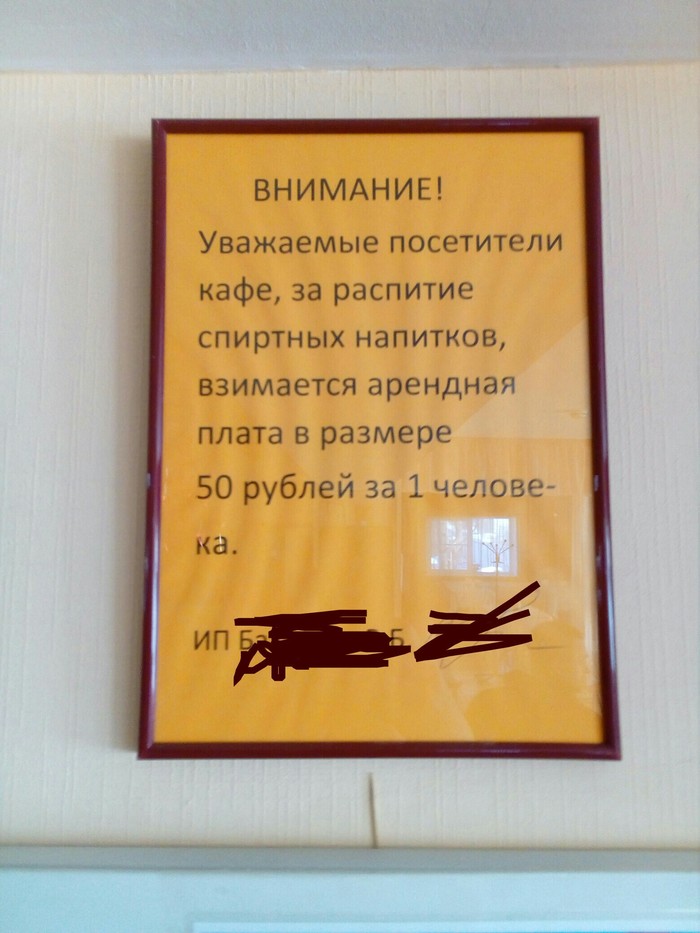 ВНИМАНИЕ!
Уважаемые посетители
кафе, за распитие
спиртных напитков,
взимается арендная
плата в размере
50 рублей за 1 челове-
ка.
ИП